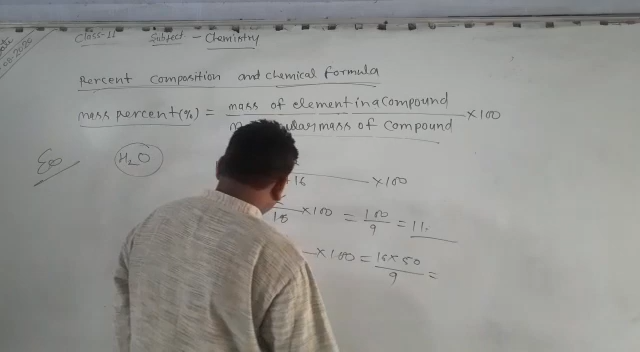 Class-11 Subject - Chemistry
Percent composition and chemical formula
mass percent (%) = mass of element in a compound ×100
mass of compound
H₂O
+16 ×100
18 ×100 = 100/9 = 11.
×100 = 16×50/9 =